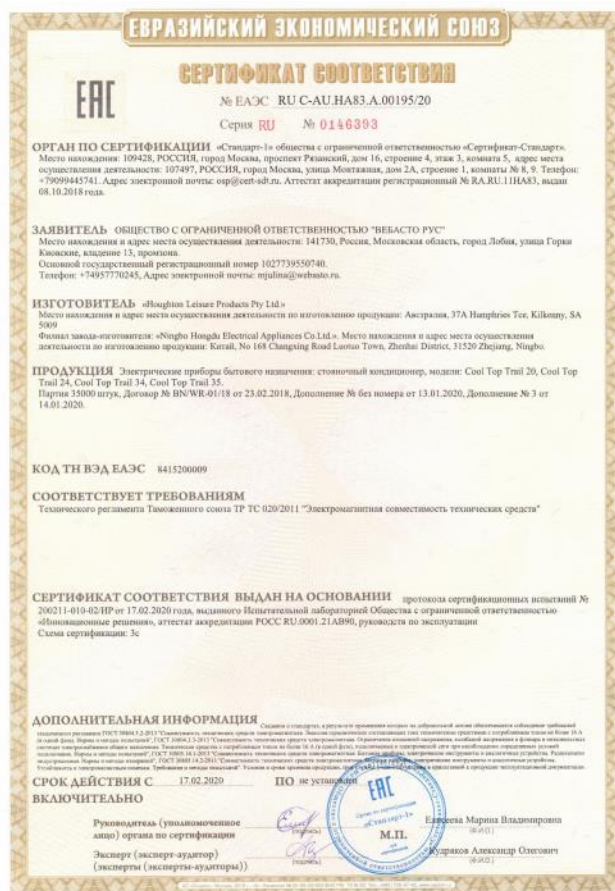 ЕВРАЗИЙСКИЙ ЭКОНОМИЧЕСКИЙ СОЮЗ
СЕРТИФИКАТ СООТВЕТСТВИЯ
EAC
№ ЕАЭС RU С-AU.НА83.А.00195/20
Серия RU № 0146393
ОРГАН ПО СЕРТИФИКАЦИИ «Стандарт-1» общества с ограниченной ответственностью «Сертификат-Стандарт».
Место нахождения: 109428, РОССИЯ, город Москва, проспект Рязанский, дом 16, строение 4, этаж 3, комната 5, адрес места
осуществления деятельности: 107497, РОССИЯ, город Москва, улица Монтажная, дом 2А, строение 1, комнаты № 8, 9. Телефон:
+79099445741. Адрес электронной почты: osp@cert-sdt.ru. Аттестат аккредитации регистрационный № RA.RU.11НА83, выдан
08.10.2018 года.
ЗАЯВИТЕЛЬ ОБЩЕСТВО С ОГРАНИЧЕННОЙ ОТВЕТСТВЕННОСТЬЮ "ВЕБАСТО РУС"
Место нахождения и адрес места осуществления деятельности: 141730, Россия, Московская область, город Лобня, улица Горки
Киовские, владение 13, промзона.
Основной государственный регистрационный номер 1027739550740.
Телефон: +74957770245, Адрес электронной почты: mjulina@webasto.ru.
ИЗГОТОВИТЕЛЬ «Houghton Leisure Products Pty Ltd.»
Место нахождения и адрес места осуществления деятельности по изготовлению продукции: Австралия, 37A Humphries Tce, Kilkenny, SA
5009
Филиал завода-изготовителя: «Ningbo Hongdu Electrical Appliances Co.Ltd.». Место нахождения и адрес места осуществления
деятельности по изготовлению продукции: Китай, No 168 Changxing Road Luotuo Town, Zhenhai District, 31520 Zhejiang, Ningbo.
ПРОДУКЦИЯ Электрические приборы бытового назначения: стояночный кондиционер, модели: Cool Top Trail 20, Cool Top
Trail 24, Cool Top Trail 34, Cool Top Trail 35.
Партия 35000 штук, Договор № BN/WR-01/18 от 23.02.2018, Дополнение № без номера от 13.01.2020, Дополнение № 3 от
14.01.2020.
КОД ТН ВЭД ЕАЭС 8415200009
СООТВЕТСТВУЕТ ТРЕБОВАНИЯМ
Технического регламента Таможенного союза ТР ТС 020/2011 "Электромагнитная совместимость технических средств"
СЕРТИФИКАТ СООТВЕТСТВИЯ ВЫДАН НА ОСНОВАНИИ протокола сертификационных испытаний №
200211-010-02/ИР от 17.02.2020 года, выданного Испытательной лабораторией Общества с ограниченной ответственностью
«Инновационные решения», аттестат аккредитации РОСС RU.0001.21АВ90, руководств по эксплуатации
Схема сертификации: 3с
ДОПОЛНИТЕЛЬНАЯ ИНФОРМАЦИЯ
СРОК ДЕЙСТВИЯ С 17.02.2020 ПО не установлен
ВКЛЮЧИТЕЛЬНО
Руководитель (уполномоченное
лицо) органа по сертификации
(подпись)
Евсеева Марина Владимировна
(Ф.И.О.)
М.П.
EAC
«Стандарт-1»
Эксперт (эксперт-аудитор)
(эксперты (эксперты-аудиторы))
(подпись)
Кудряков Александр Олегович
(Ф.И.О.)